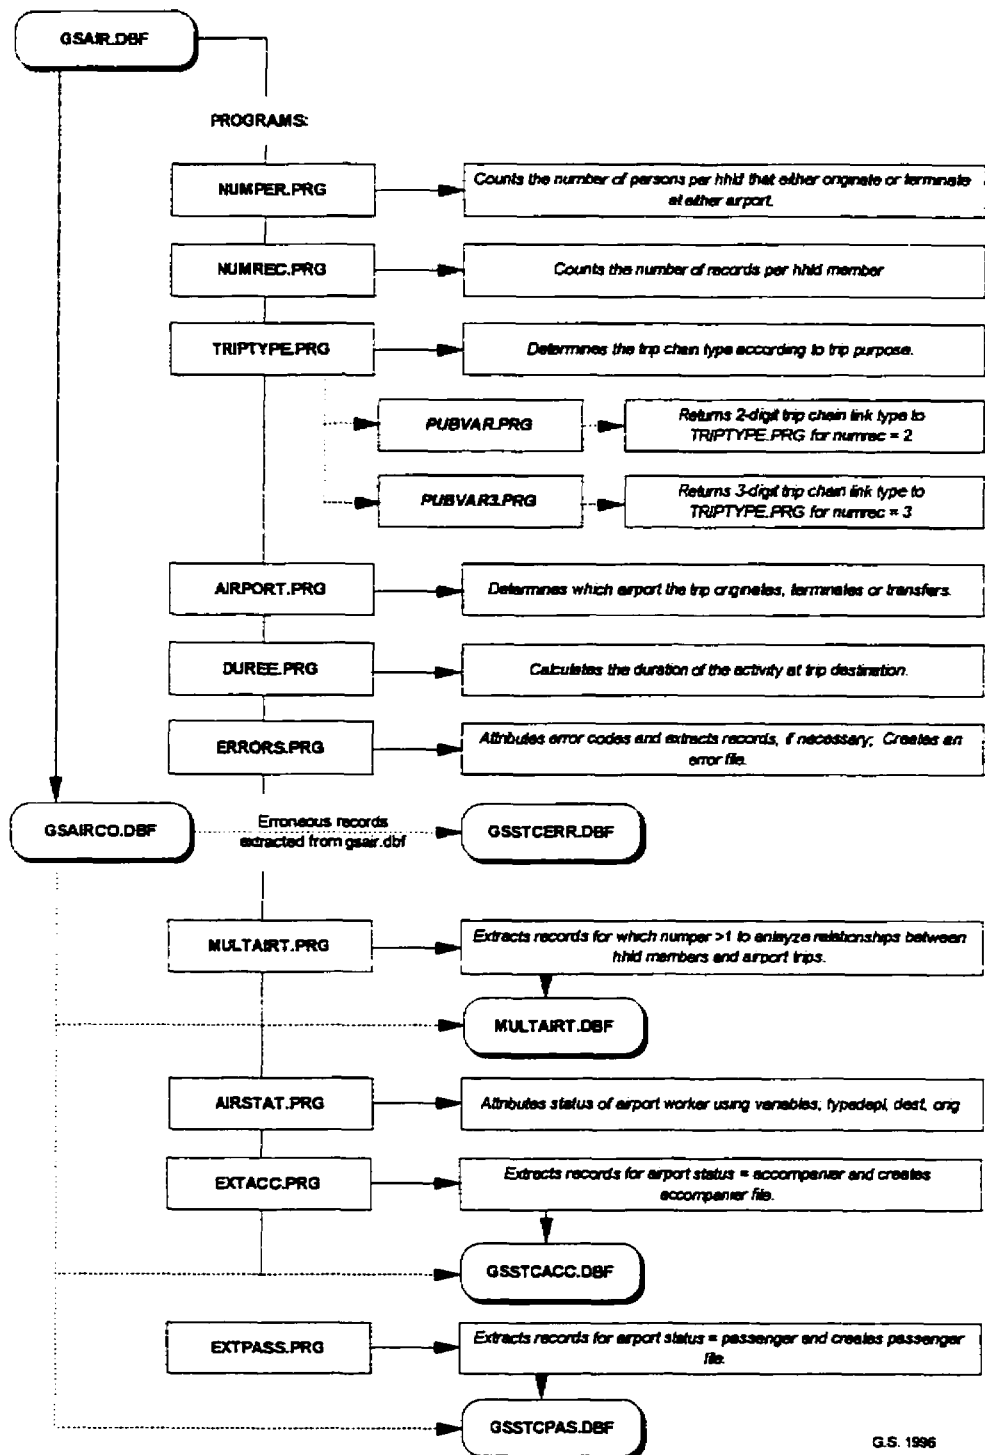 GSAIR.DBF
PROGRAMS:
NUMPER.PRG
Counts the number of persons per hhld that either originate or terminate
at either airport.
NUMREC.PRG
Counts the number of records per hhld member
TRIPTYPE.PRG
Determines the trip chain type according to trip purpose.
PUBVAR.PRG
Returns 2-digit trip chain link type to
TRIPTYPE.PRG for numrec = 2
PUBVAR3.PRG
Returns 3-digit trip chain link type to
TRIPTYPE.PRG for numrec = 3
AIRPORT.PRG
Determines which airport the trip originates, terminates or transfers.
DUREE.PRG
Calculates the duration of the activity at trip destination.
ERRORS.PRG
Attributes error codes and extracts records, if necessary; Creates an
error file.
GSAIRCO.DBF
Erroneous records
extracted from gsair.dbf
GSSTCERR.DBF
MULTAIRT.PRG
Extracts records for which numper >1 to anlayze relationships between
hhld members and airport trips.
MULTAIRT.DBF
AIRSTAT.PRG
Attributes status of airport worker using variables; typedepl, dest, orig
EXTACC.PRG
Extracts records for airport status = accompanier and creates
accompanier file.
GSSTCACC.DBF
EXTPASS.PRG
Extracts records for airport status = passenger and creates passenger
file.
GSSTCPAS.DBF
G.S. 1996